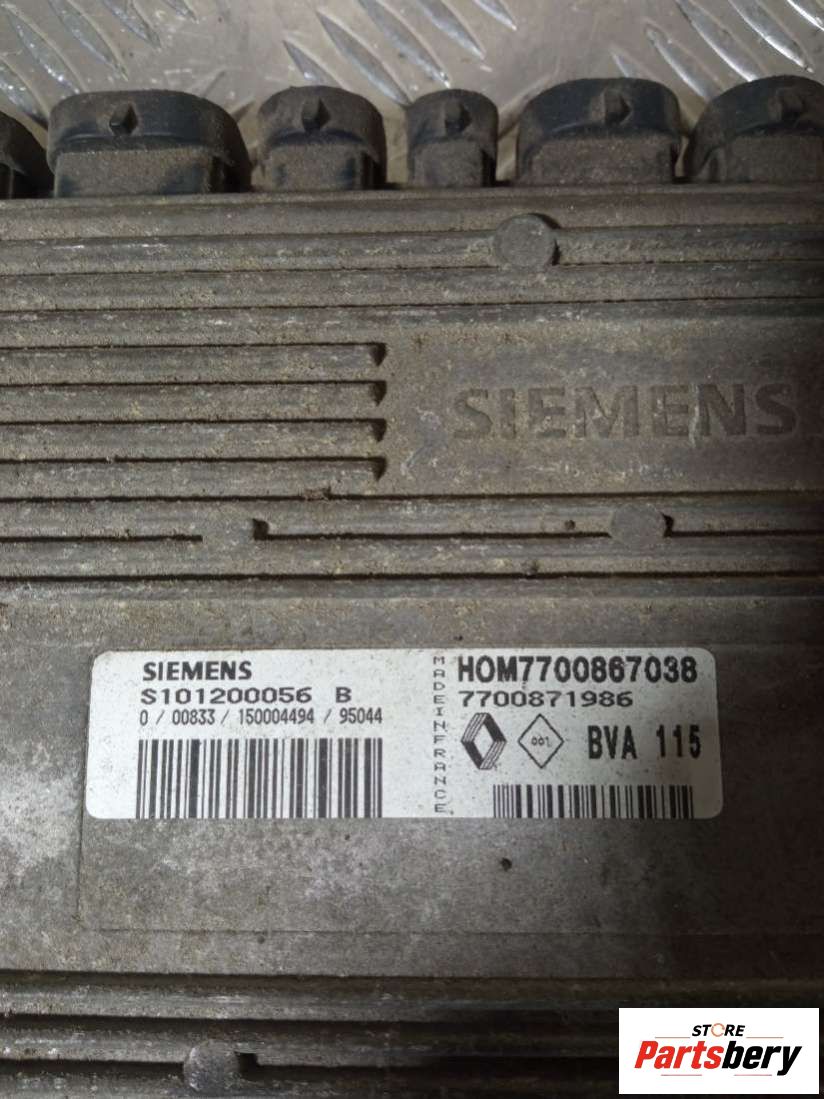 SIEMENS
SIEMENS
S101200056 B
0 / 00833 / 150004494 / 95044
MADE IN FRANCE
HOM7700867038
7700871986
001
BVA 115
STORE
Partsbery